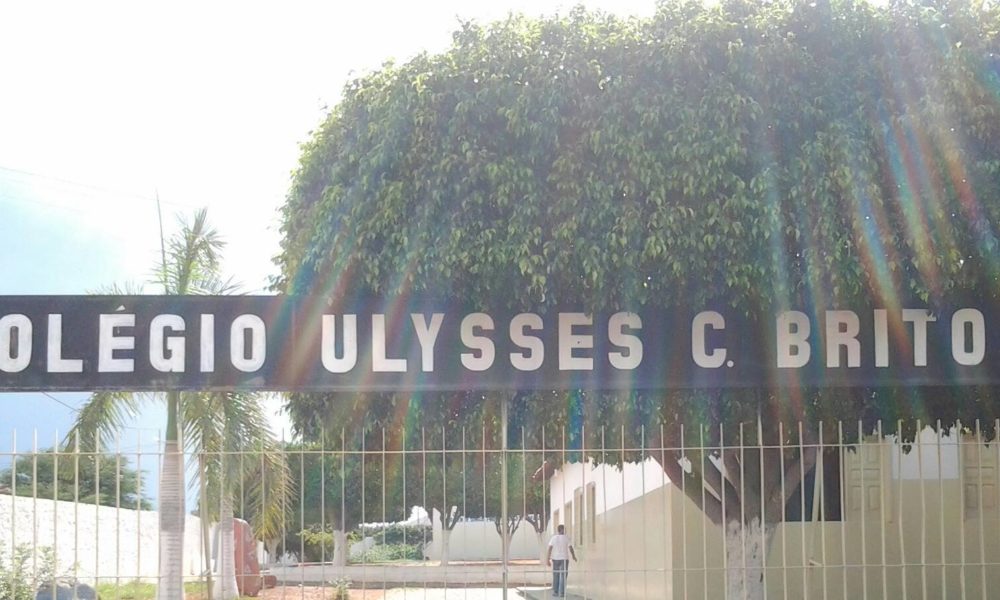 OLÉGIO ULYSSES C. BRITO